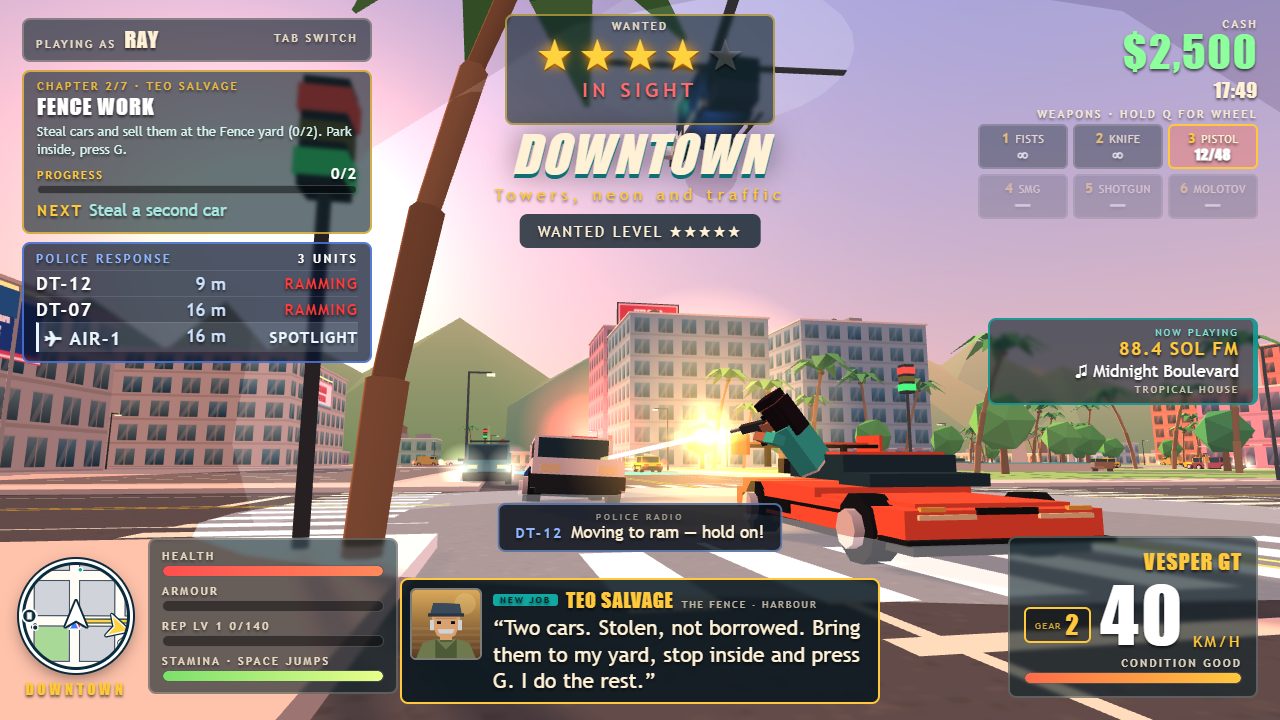 PLAYING AS RAY
TAB SWITCH
CHAPTER 2/7 · TEO SALVAGE
FENCE WORK
Steal cars and sell them at the Fence yard (0/2). Park
inside, press G.
PROGRESS 0/2
NEXT Steal a second car
POLICE RESPONSE 3 UNITS
DT-12 9 m RAMMING
DT-07 16 m RAMMING
AIR-1 16 m SPOTLIGHT
WANTED
IN SIGHT
DOWNTOWN
Towers, neon and traffic
WANTED LEVEL ★★★★★
CASH
$2,500
17:49
WEAPONS · HOLD Q FOR WHEEL
1 FISTS ∞
2 KNIFE ∞
3 PISTOL 12/48
4 SMG —
5 SHOTGUN —
6 MOLOTOV —
NOW PLAYING
88.4 SOL FM
♫ Midnight Boulevard
TROPICAL HOUSE
POLICE RADIO
DT-12 Moving to ram — hold on!
DOWNTOWN
HEALTH
ARMOUR
REP LV 1 0/140
STAMINA · SPACE JUMPS
NEW JOB TEO SALVAGE THE FENCE · HARBOUR
“Two cars. Stolen, not borrowed. Bring
them to my yard, stop inside and press
G. I do the rest.”
VESPER GT
GEAR 2 40 KM/H
CONDITION GOOD